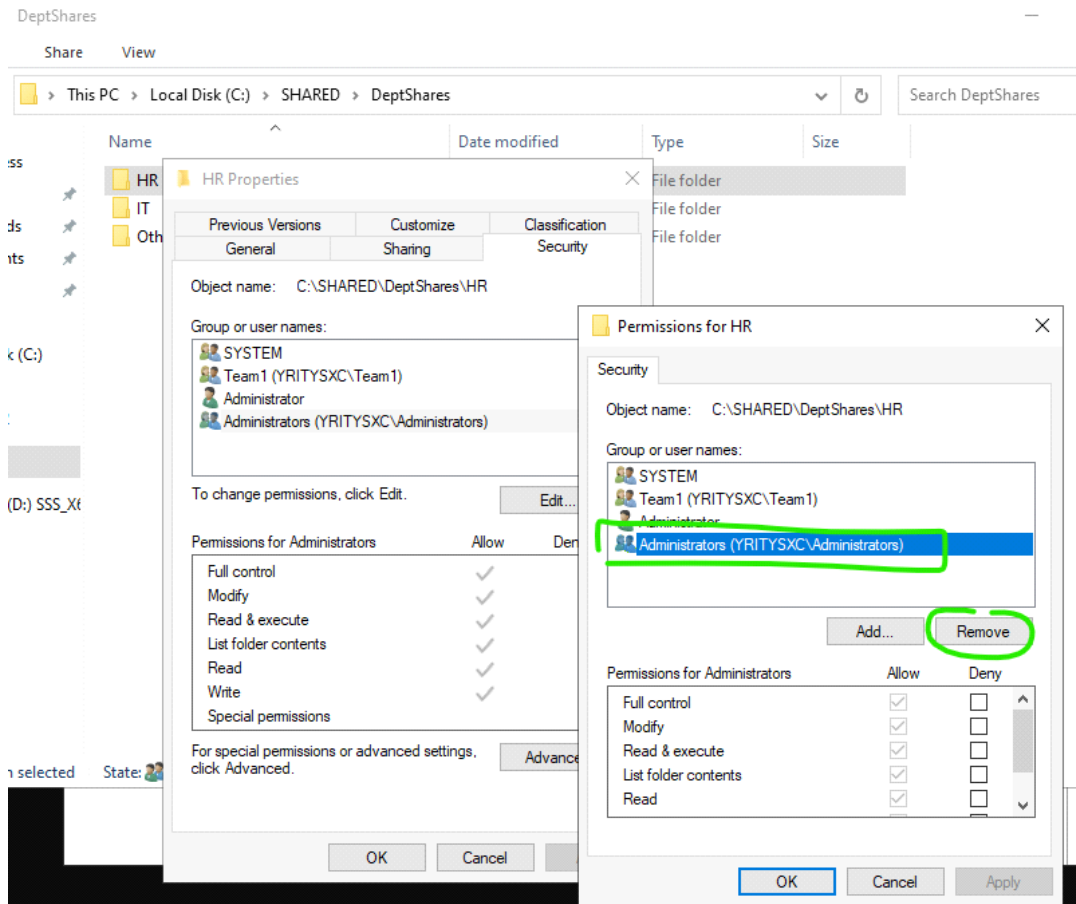 DeptShares
Share View
This PC > Local Disk (C:) > SHARED > DeptShares
Search DeptShares
Name Date modified Type Size
HR File folder
IT File folder
Oth File folder
ess
ds
nts
k (C:)
(D:) SSS_X6
n selected State:
HR Properties
Previous Versions Customize Classification
General Sharing Security
Object name: C:\SHARED\DeptShares\HR
Group or user names:
SYSTEM
Team1 (YRITYSXC\Team1)
Administrator
Administrators (YRITYSXC\Administrators)
To change permissions, click Edit. Edit...
Permissions for Administrators Allow Den
Full control
Modify
Read & execute
List folder contents
Read
Write
Special permissions
For special permissions or advanced settings,
click Advanced. Advance
OK Cancel
Permissions for HR
Security
Object name: C:\SHARED\DeptShares\HR
Group or user names:
SYSTEM
Team1 (YRITYSXC\Team1)
Administrator
Administrators (YRITYSXC\Administrators)
Add... Remove
Permissions for Administrators Allow Deny
Full control
Modify
Read & execute
List folder contents
Read
OK Cancel Apply